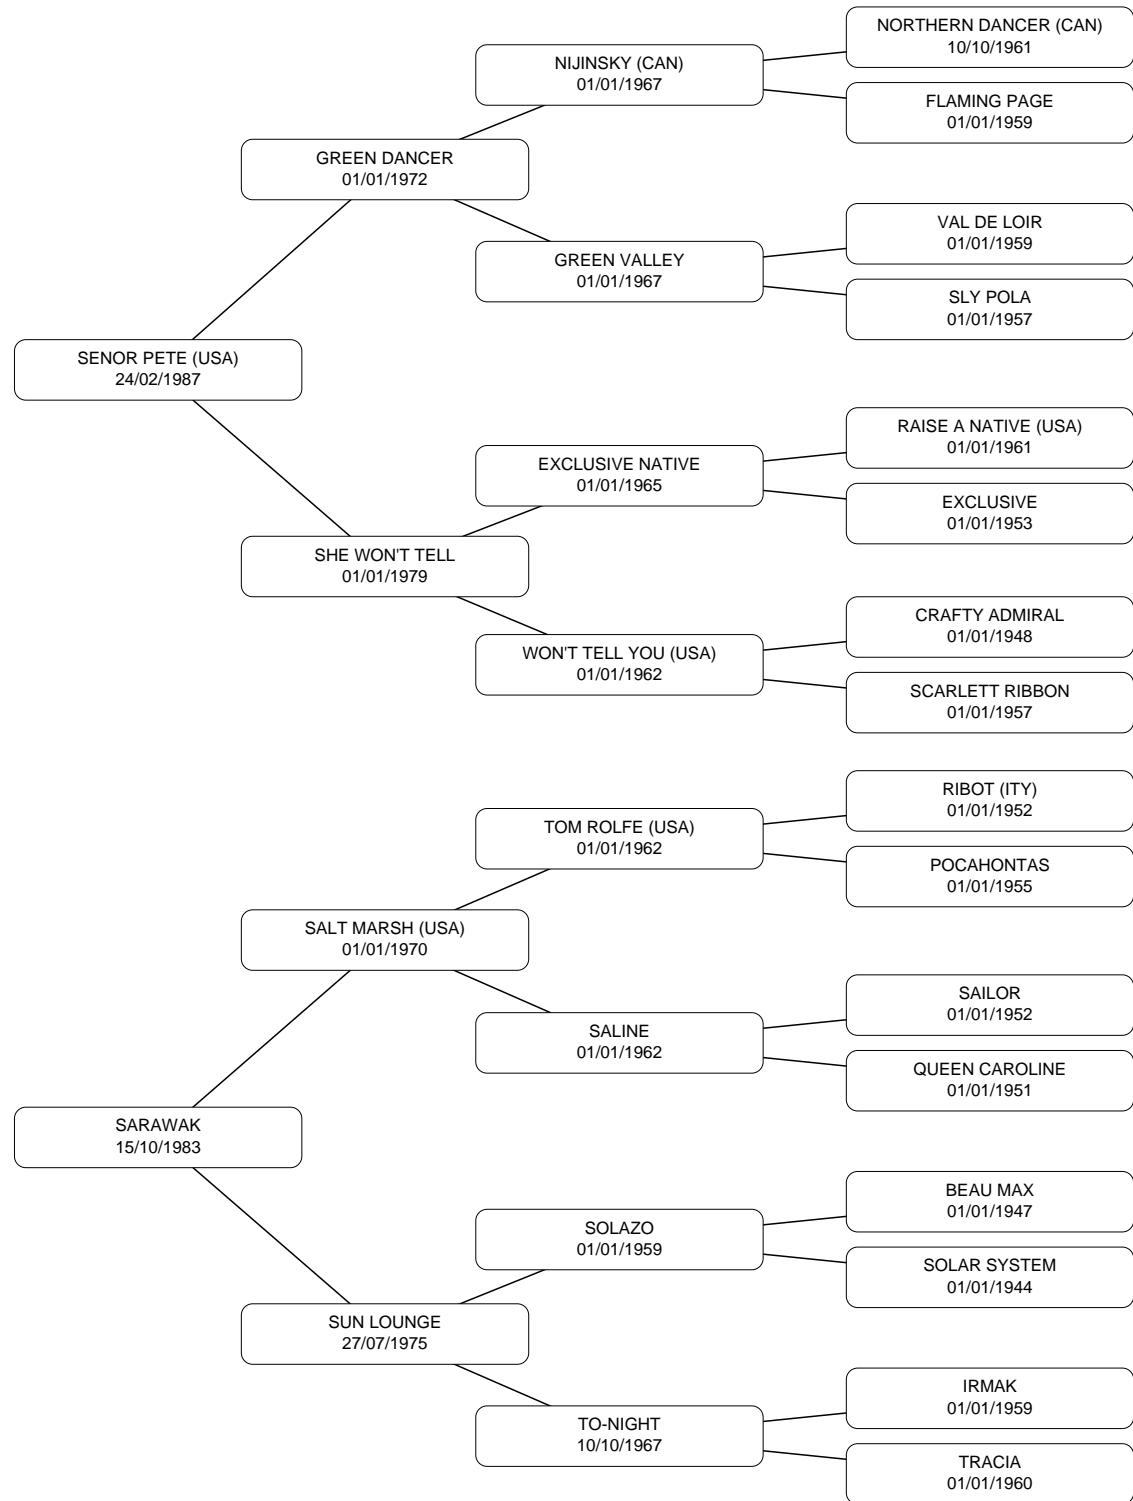 NORTHERN DANCER (CAN)
10/10/1961
NIJINSKY (CAN)
01/01/1967
FLAMING PAGE
01/01/1959
GREEN DANCER
01/01/1972
VAL DE LOIR
01/01/1959
GREEN VALLEY
01/01/1967
SLY POLA
01/01/1957
SENOR PETE (USA)
24/02/1987
RAISE A NATIVE (USA)
01/01/1961
EXCLUSIVE NATIVE
01/01/1965
EXCLUSIVE
01/01/1953
SHE WON'T TELL
01/01/1979
CRAFTY ADMIRAL
01/01/1948
WON'T TELL YOU (USA)
01/01/1962
SCARLETT RIBBON
01/01/1957
RIBOT (ITY)
01/01/1952
TOM ROLFE (USA)
01/01/1962
POCAHONTAS
01/01/1955
SALT MARSH (USA)
01/01/1970
SAILOR
01/01/1952
SALINE
01/01/1962
QUEEN CAROLINE
01/01/1951
SARAWAK
15/10/1983
BEAU MAX
01/01/1947
SOLAZO
01/01/1959
SOLAR SYSTEM
01/01/1944
SUN LOUNGE
27/07/1975
IRMAK
01/01/1959
TO-NIGHT
10/10/1967
TRACIA
01/01/1960